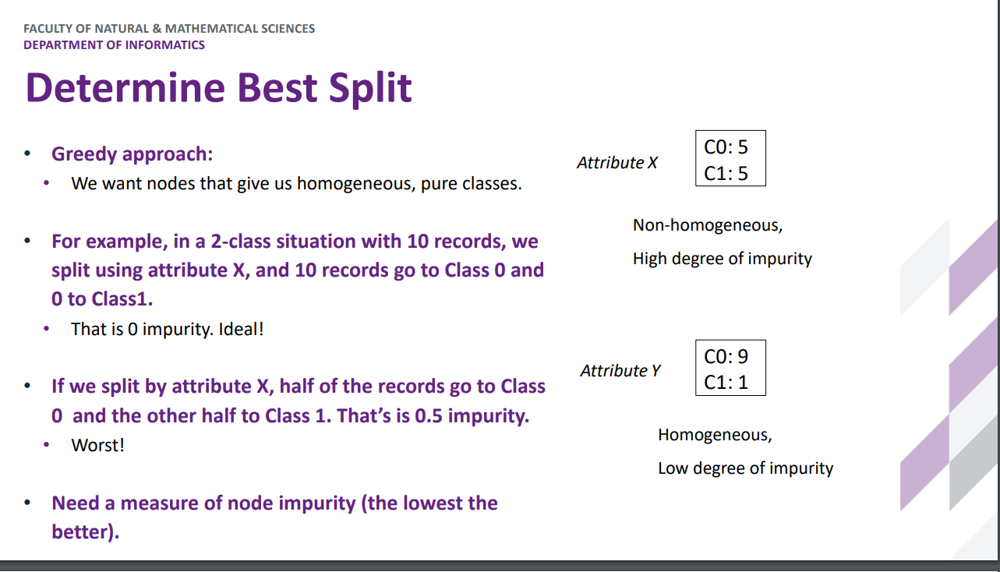 FACULTY OF NATURAL & MATHEMATICAL SCIENCES
DEPARTMENT OF INFORMATICS
Determine Best Split
• Greedy approach:
• We want nodes that give us homogeneous, pure classes.
• For example, in a 2-class situation with 10 records, we
split using attribute X, and 10 records go to Class 0 and
0 to Class1.
• That is 0 impurity. Ideal!
• If we split by attribute X, half of the records go to Class
0 and the other half to Class 1. That’s is 0.5 impurity.
• Worst!
• Need a measure of node impurity (the lowest the
better).
Attribute X
C0: 5
C1: 5
Non-homogeneous,
High degree of impurity
Attribute Y
C0: 9
C1: 1
Homogeneous,
Low degree of impurity